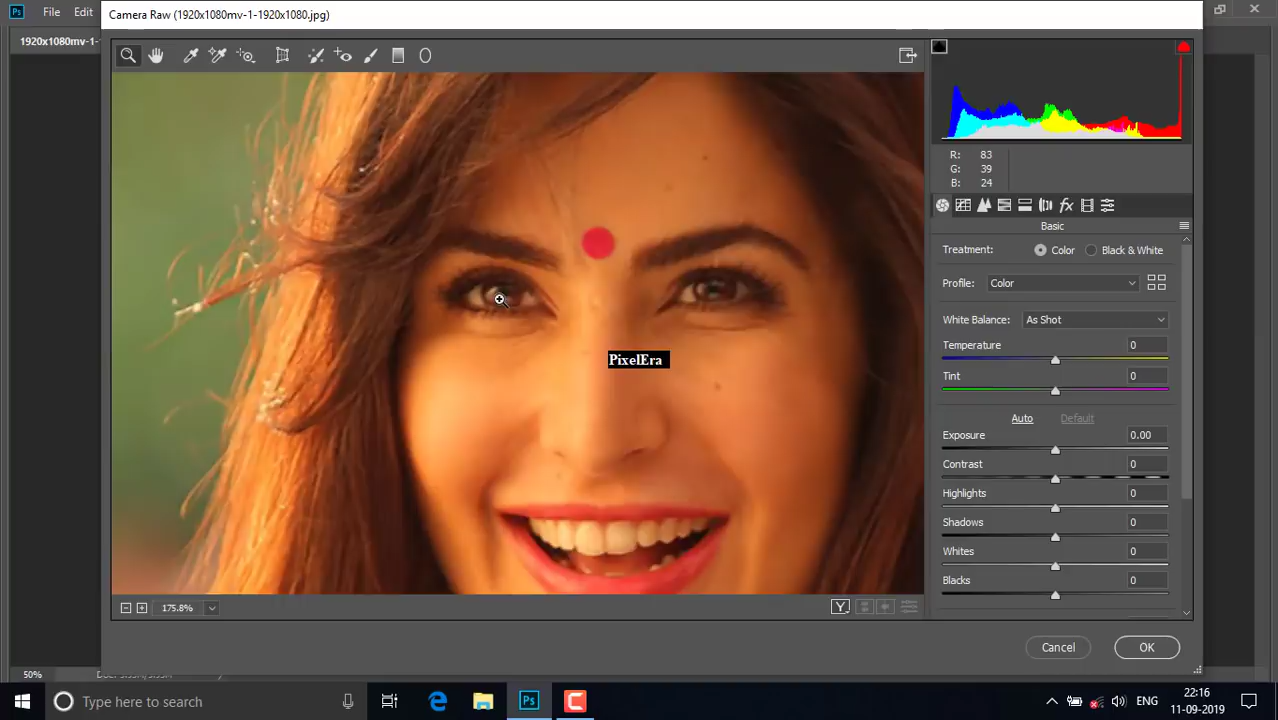 Camera Raw (1920x1080mv-1-1920x1080.jpg)
Ps File Edit
1920x1080mv-1-
R: 83
G: 39
B: 24
fx
Basic
Treatment: Color Black & White
Profile: Color
White Balance: As Shot
Temperature 0
Tint 0
Auto Default
Exposure 0.00
Contrast 0
Highlights 0
Shadows 0
Whites 0
Blacks 0
PixelEra
175.8%
Y
Cancel OK
50%
Type here to search
Ps
ENG
22:16
11-09-2019